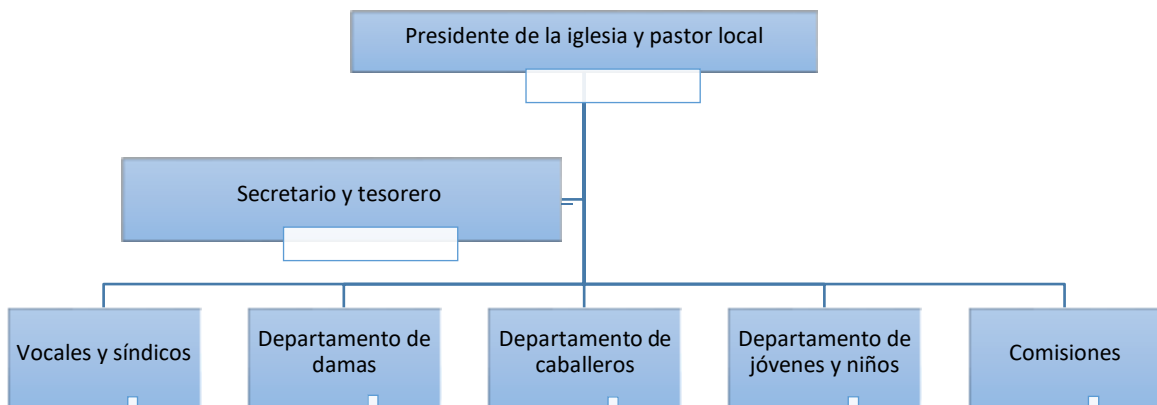 Presidente de la iglesia y pastor local
Secretario y tesorero
Vocales y síndicos
Departamento de
damas
Departamento de
caballeros
Departamento de
jóvenes y niños
Comisiones